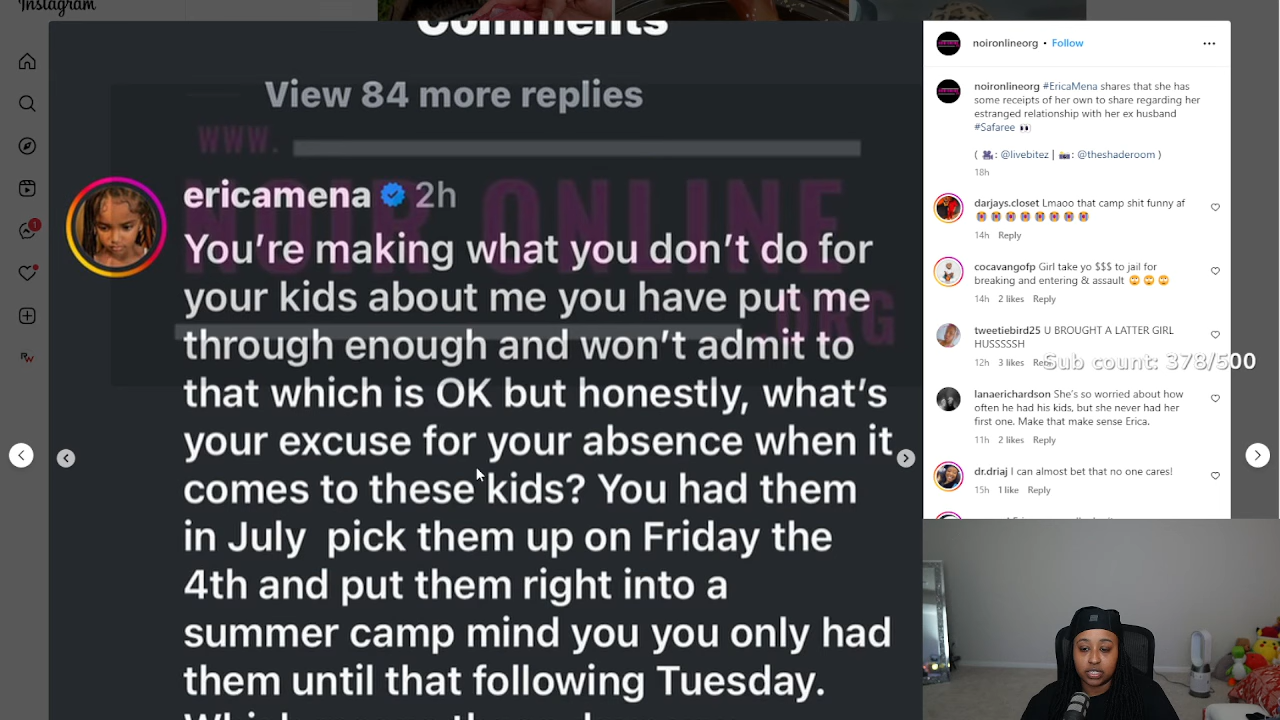 Instagram
Comments
View 84 more replies
WWW.
NOIR ONLINE
.ORG
ericamena 2h
You're making what you don't do for
your kids about me you have put me
through enough and won't admit to
that which is OK but honestly, what's
your excuse for your absence when it
comes to these kids? You had them
in July pick them up on Friday the
4th and put them right into a
summer camp mind you you only had
them until that following Tuesday.
noironlineorg • Follow
noironlineorg #EricaMena shares that she has
some receipts of her own to share regarding her
estranged relationship with her ex husband
#Safaree
( : @livebitez | : @theshaderoom )
18h
darjays.closet Lmaoo that camp shit funny af
14h Reply
cocavangofp Girl take yo $$$ to jail for
breaking and entering & assault
14h 2 likes Reply
tweetiebird25 U BROUGHT A LATTER GIRL
HUSSSSSH
12h 3 likes Reply
Sub count: 378/500
lanaerichardson She's so worried about how
often he had his kids, but she never had her
first one. Make that make sense Erica.
11h 2 likes Reply
dr.driaj I can almost bet that no one cares!
15h 1 like Reply
1
RW